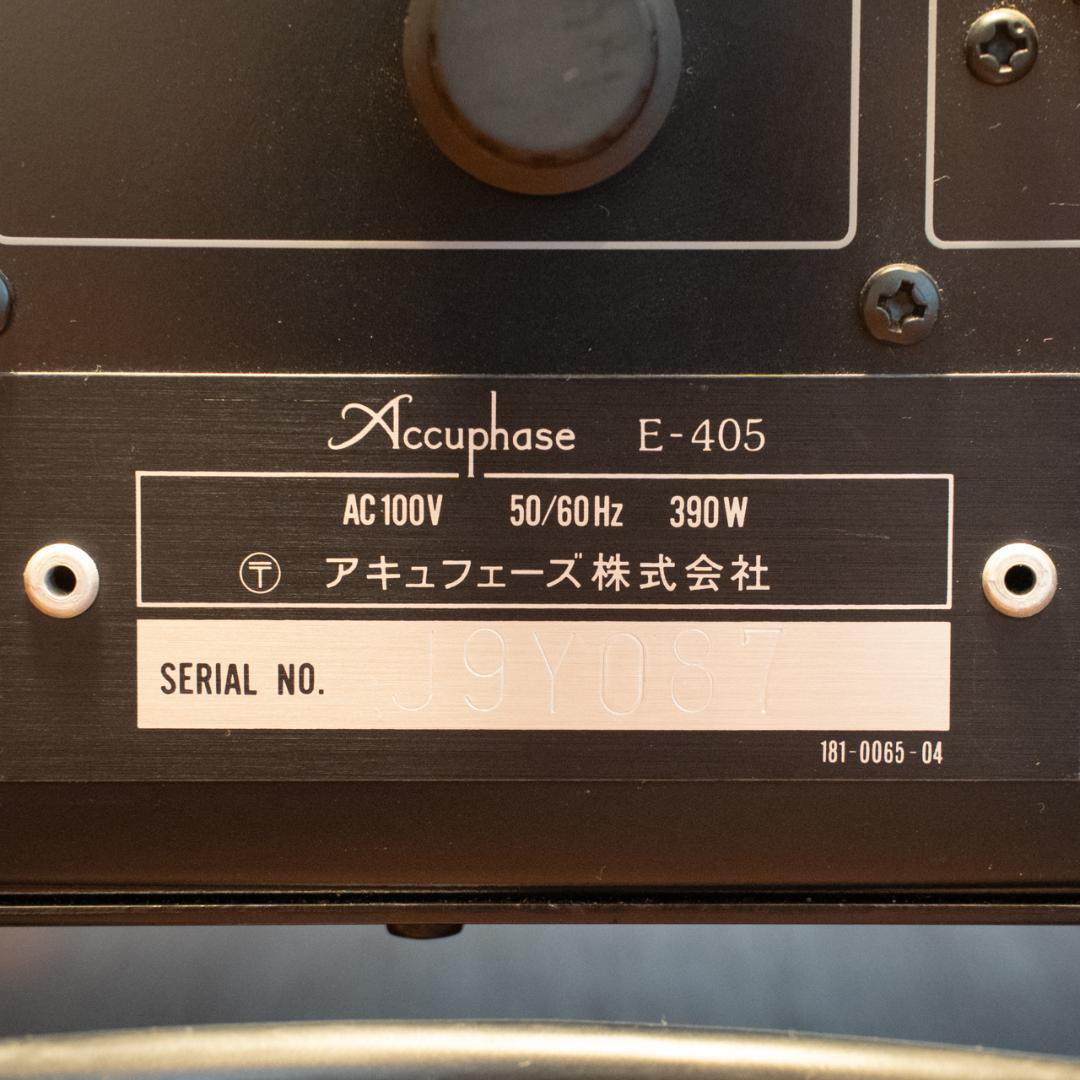 Accuphase E-405
AC100V 50/60Hz 390W
〒 アキュフェーズ株式会社
SERIAL NO. J9Y087
181-0065-04